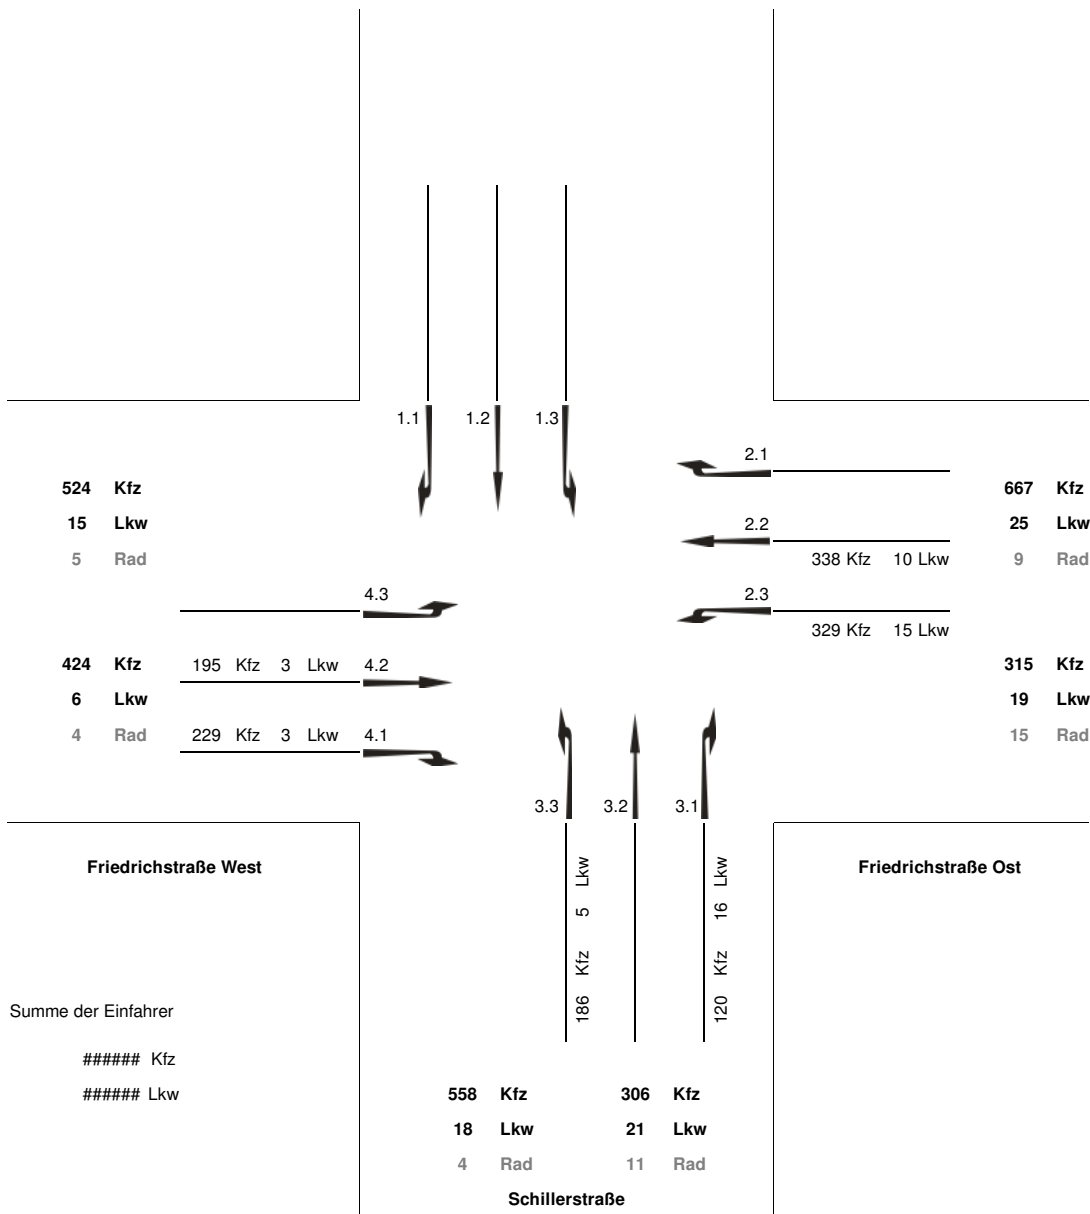 1.1 1.2 1.3
2.1
524 Kfz
15 Lkw
5 Rad
667 Kfz
25 Lkw
9 Rad
2.2
338 Kfz 10 Lkw
4.3
2.3
329 Kfz 15 Lkw
424 Kfz
6 Lkw
4 Rad
195 Kfz 3 Lkw 4.2
229 Kfz 3 Lkw 4.1
315 Kfz
19 Lkw
15 Rad
3.3 3.2 3.1
Friedrichstraße West
Friedrichstraße Ost
186 Kfz 5 Lkw
120 Kfz 16 Lkw
Summe der Einfahrer
###### Kfz
###### Lkw
558 Kfz 306 Kfz
18 Lkw 21 Lkw
4 Rad 11 Rad
Schillerstraße